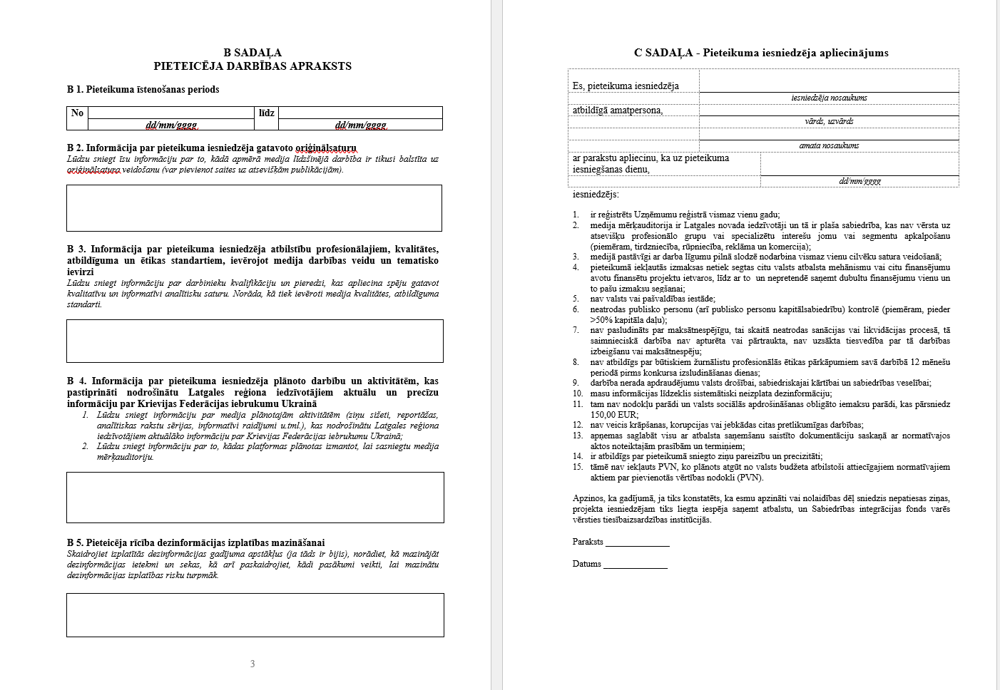 B SADAĻA
PIETEICĒJA DARBĪBAS APRAKSTS
B 1. Pieteikuma īstenošanas periods
No līdz
dd/mm/gggg dd/mm/gggg
B 2. Informācija par pieteikuma iesniedzēja gatavoto oriģinālsaturu
Lūdzu sniegt īsu informāciju par to, kādā apmērā medija līdzšinējā darbība ir tikusi balstīta uz
oriģinālsatura veidošanu (var pievienot saites uz atsevišķām publikācijām).
B 3. Informācija par pieteikuma iesniedzēja atbilstību profesionālajiem, kvalitātes,
atbildīguma un ētikas standartiem, ievērojot medija darbības veidu un tematisko
ievirzi
Lūdzu sniegt informāciju par darbinieku kvalifikāciju un pieredzi, kas apliecina spēju gatavot
kvalitatīvu un informatīvi analītisku saturu. Norāda, kā tiek ievēroti medija kvalitātes, atbildīguma
standarti.
B 4. Informācija par pieteikuma iesniedzēja plānoto darbību un aktivitātēm, kas
pastiprināti nodrošinātu Latgales reģiona iedzīvotājiem aktuālu un precīzu
informāciju par Krievijas Federācijas iebrukumu Ukrainā
1. Lūdzu sniegt informāciju par medija plānotajām aktivitātēm (ziņu sižeti, reportāžas,
analītiskas rakstu sērijas, informatīvi raidījumi u.tml.), kas nodrošinātu Latgales reģiona
iedzīvotājiem aktuālāko informāciju par Krievijas Federācijas iebrukumu Ukrainā;
2. Lūdzu sniegt informāciju par to, kādas platformas plānotas izmantot, lai sasniegtu medija
mērķauditoriju.
B 5. Pieteicēja rīcība dezinformācijas izplatības mazināšanai
Skaidrojiet izplatītās dezinformācijas gadījuma apstākļus (ja tāds ir bijis), norādiet, kā mazinājāt
dezinformācijas ietekmi un sekas, kā arī paskaidrojiet, kādi pasākumi veikti, lai mazinātu
dezinformācijas izplatības risku turpmāk.
3
C SADAĻA - Pieteikuma iesniedzēja apliecinājums
Es, pieteikuma iesniedzēja
iesniedzēja nosaukums
atbildīgā amatpersona,
vārds, uzvārds
amata nosaukums
ar parakstu apliecinu, ka uz pieteikuma
iesniegšanas dienu,
dd/mm/gggg
iesniedzējs:
1. ir reģistrēts Uzņēmumu reģistrā vismaz vienu gadu;
2. medija mērķauditorija ir Latgales novada iedzīvotāji un tā ir plaša sabiedrība, kas nav vērsta uz
atsevišķu profesionālo grupu vai specializētu interešu jomu vai segmentu apkalpošanu
(piemēram, tirdzniecība, rūpniecība, reklāma un komercija);
3. medijā pastāvīgi ar darba līgumu pilnā slodzē nodarbina vismaz vienu cilvēku satura veidošanā;
4. pieteikumā iekļautās izmaksas netiek segtas citu valsts atbalsta mehānismu vai citu finansējumu
avotu finansētu projektu ietvaros, līdz ar to un nepretendē saņemt dubultu finansējumu vienu un
to pašu izmaksu segšanai;
5. nav valsts vai pašvaldības iestāde;
6. neatrodas publisko personu (arī publisko personu kapitālsabiedrību) kontrolē (piemēram, pieder
>50% kapitāla daļu);
7. nav pasludināts par maksātnespējīgu, tai skaitā neatrodas sanācijas vai likvidācijas procesā, tā
saimnieciskā darbība nav apturēta vai pārtraukta, nav uzsākta tiesvedība par tā darbības
izbeigšanu vai maksātnespēju;
8. nav atbildīgs par būtiskiem žurnālistu profesionālās ētikas pārkāpumiem savā darbībā 12 mēnešu
periodā pirms konkursa izsludināšanas dienas;
9. darbība nerada apdraudējumu valsts drošībai, sabiedriskajai kārtībai un sabiedrības veselībai;
10. masu informācijas līdzeklis sistemātiski neizplata dezinformāciju;
11. tam nav nodokļu parādi un valsts sociālās apdrošināšanas obligāto iemaksu parādi, kas pārsniedz
150,00 EUR;
12. nav veicis krāpšanas, korupcijas vai jebkādas citas pretlikumīgas darbības;
13. apņemas saglabāt visu ar atbalsta saņemšanu saistīto dokumentāciju saskaņā ar normatīvajos
aktos noteiktajām prasībām un termiņiem;
14. ir atbildīgs par pieteikumā sniegto ziņu pareizību un precizitāti;
15. tāmē nav iekļauts PVN, ko plānots atgūt no valsts budžeta atbilstoši attiecīgajiem normatīvajiem
aktiem par pievienotās vērtības nodokli (PVN).
Apzinos, ka gadījumā, ja tiks konstatēts, ka esmu apzināti vai nolaidības dēļ sniedzis nepatiesas ziņas,
projekta iesniedzējam tiks liegta iespēja saņemt atbalstu, un Sabiedrības integrācijas fonds varēs
vērsties tiesībaizsardzības institūcijās.
Paraksts _______________
Datums _______________